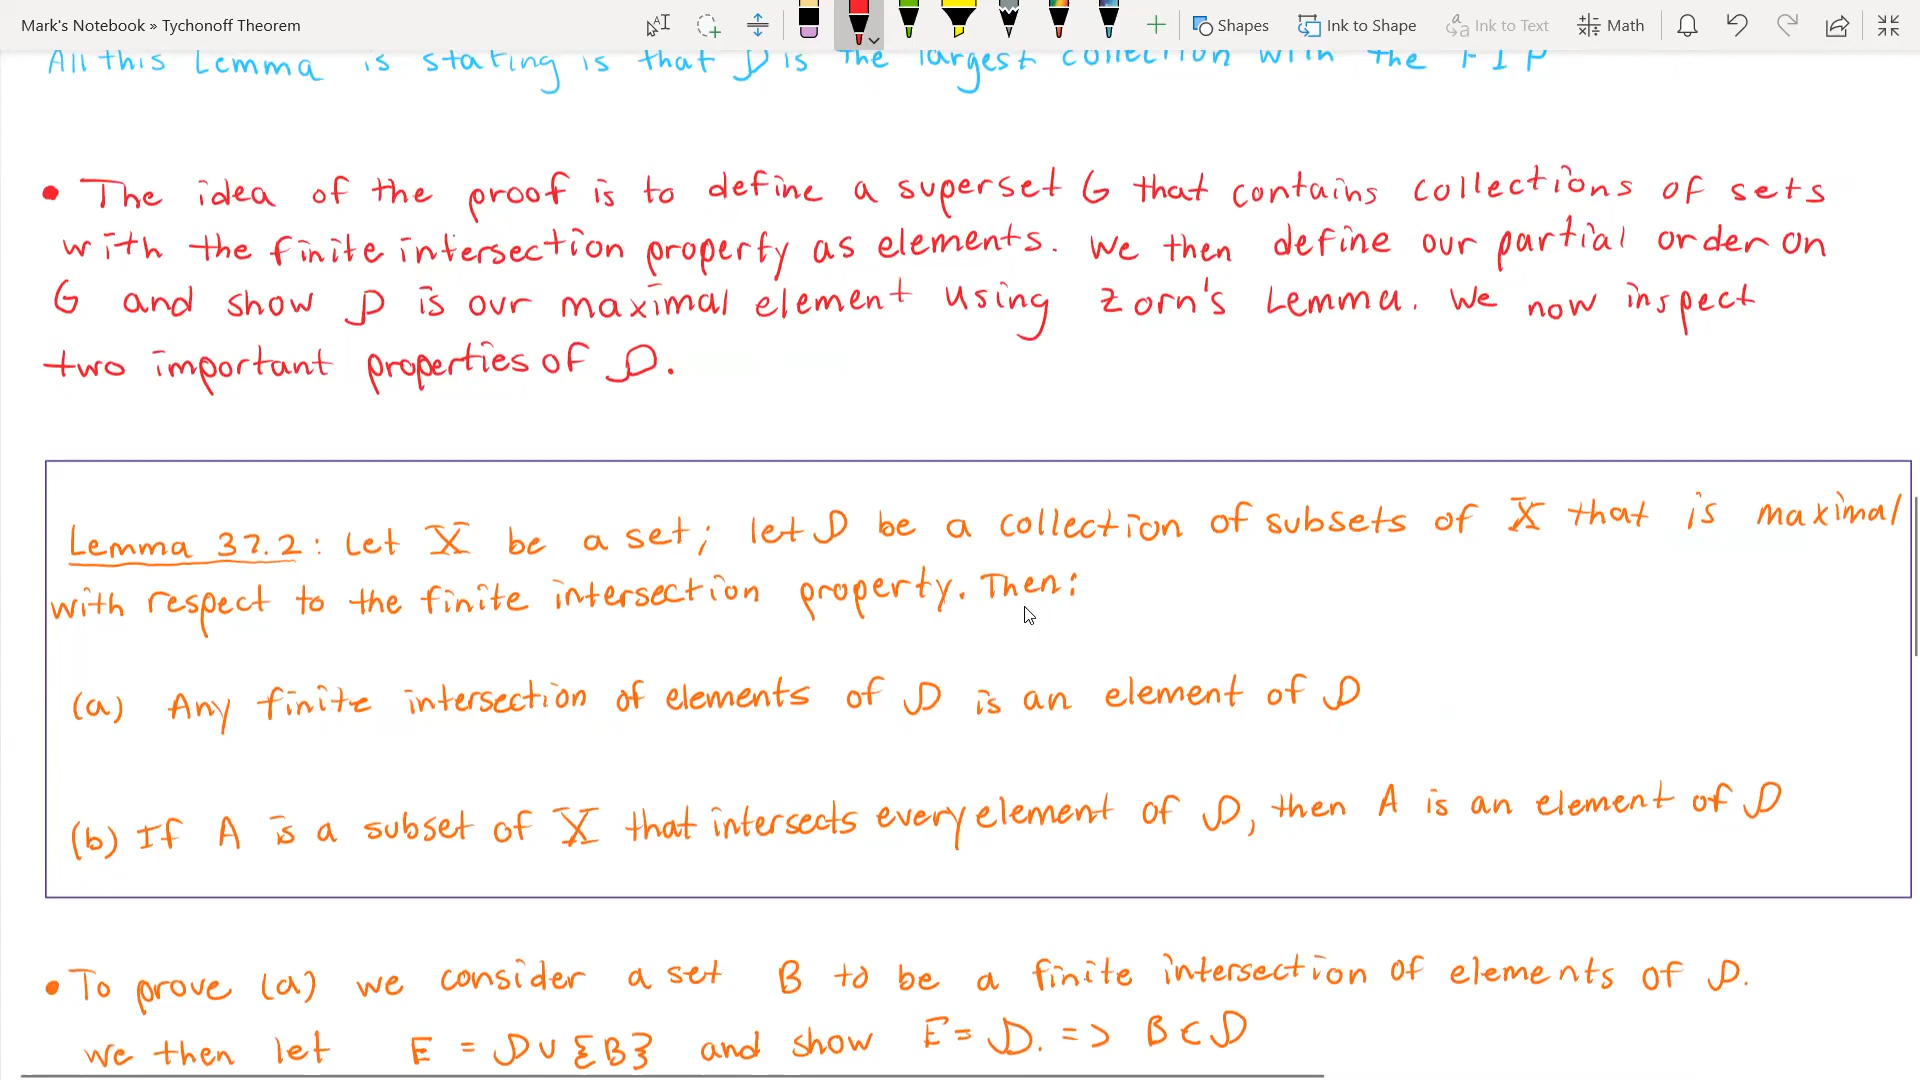 Mark's Notebook » Tychonoff Theorem
Shapes
Ink to Shape
Ink to Text
Math
All this Lemma is stating is that D is the largest collection with the FIP
• The idea of the proof is to define a superset G that contains collections of sets
with the finite intersection property as elements. We then define our partial order on
G and show D is our maximal element using Zorn's Lemma. We now inspect
two important properties of D.
Lemma 37.2: Let X be a set; let D be a collection of subsets of X that is maximal
with respect to the finite intersection property. Then:
(a) Any finite intersection of elements of D is an element of D
(b) If A is a subset of X that intersects every element of D, then A is an element of D
• To prove (a) we consider a set B to be a finite intersection of elements of D.
we then let E = D ∪ {B} and show E = D. => B ⊂ D